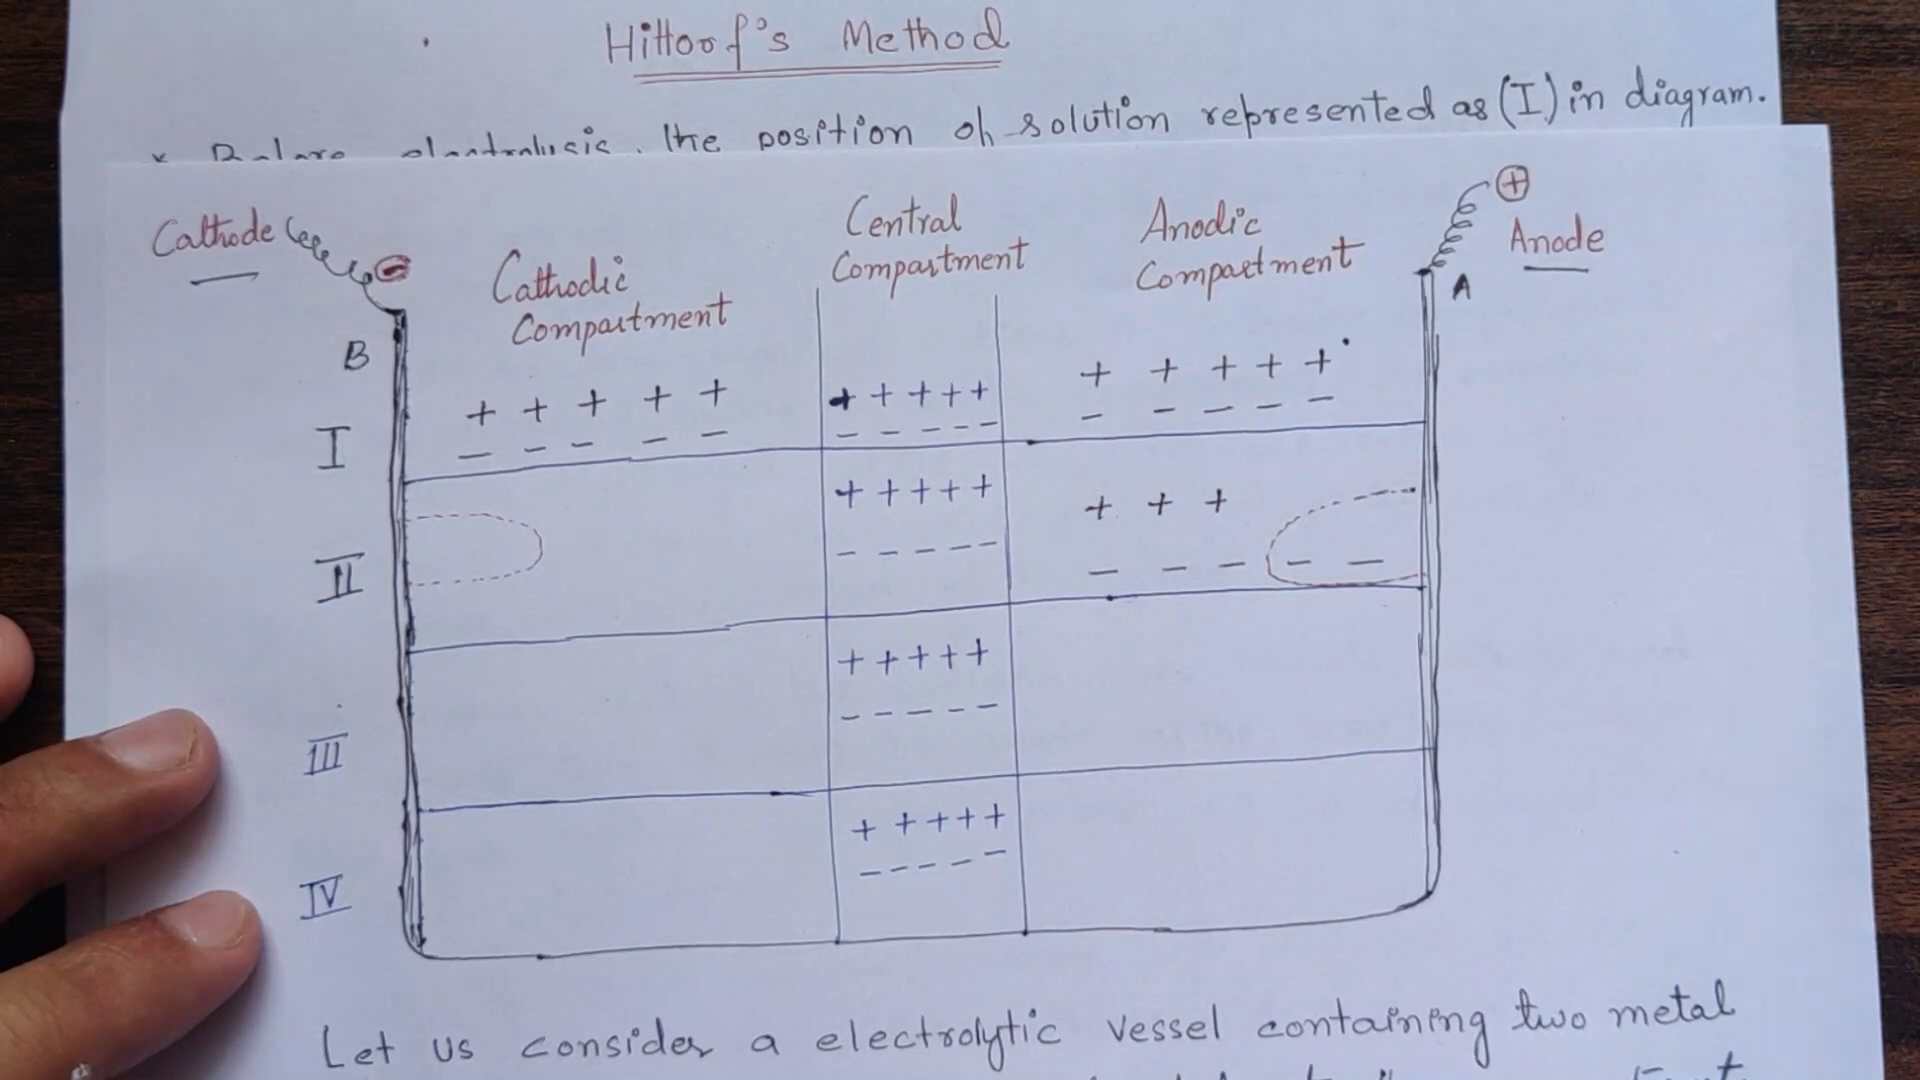 Hittorf's Method
the position of solution represented as (I) in diagram.
Cathode
-
Cathodic
Compartment
Central
Compartment
Anodic
Compartment
+
Anode
A
B
I
+ + + + +
- - - - -
+ + + + +
- - - - -
+ + + + +
- - - - -
II
+ + + + +
- - - - -
+ + +
- - - - -
III
+ + + + +
- - - - -
IV
+ + + + +
- - - - -
Let us consider a electrolytic vessel containing two metal